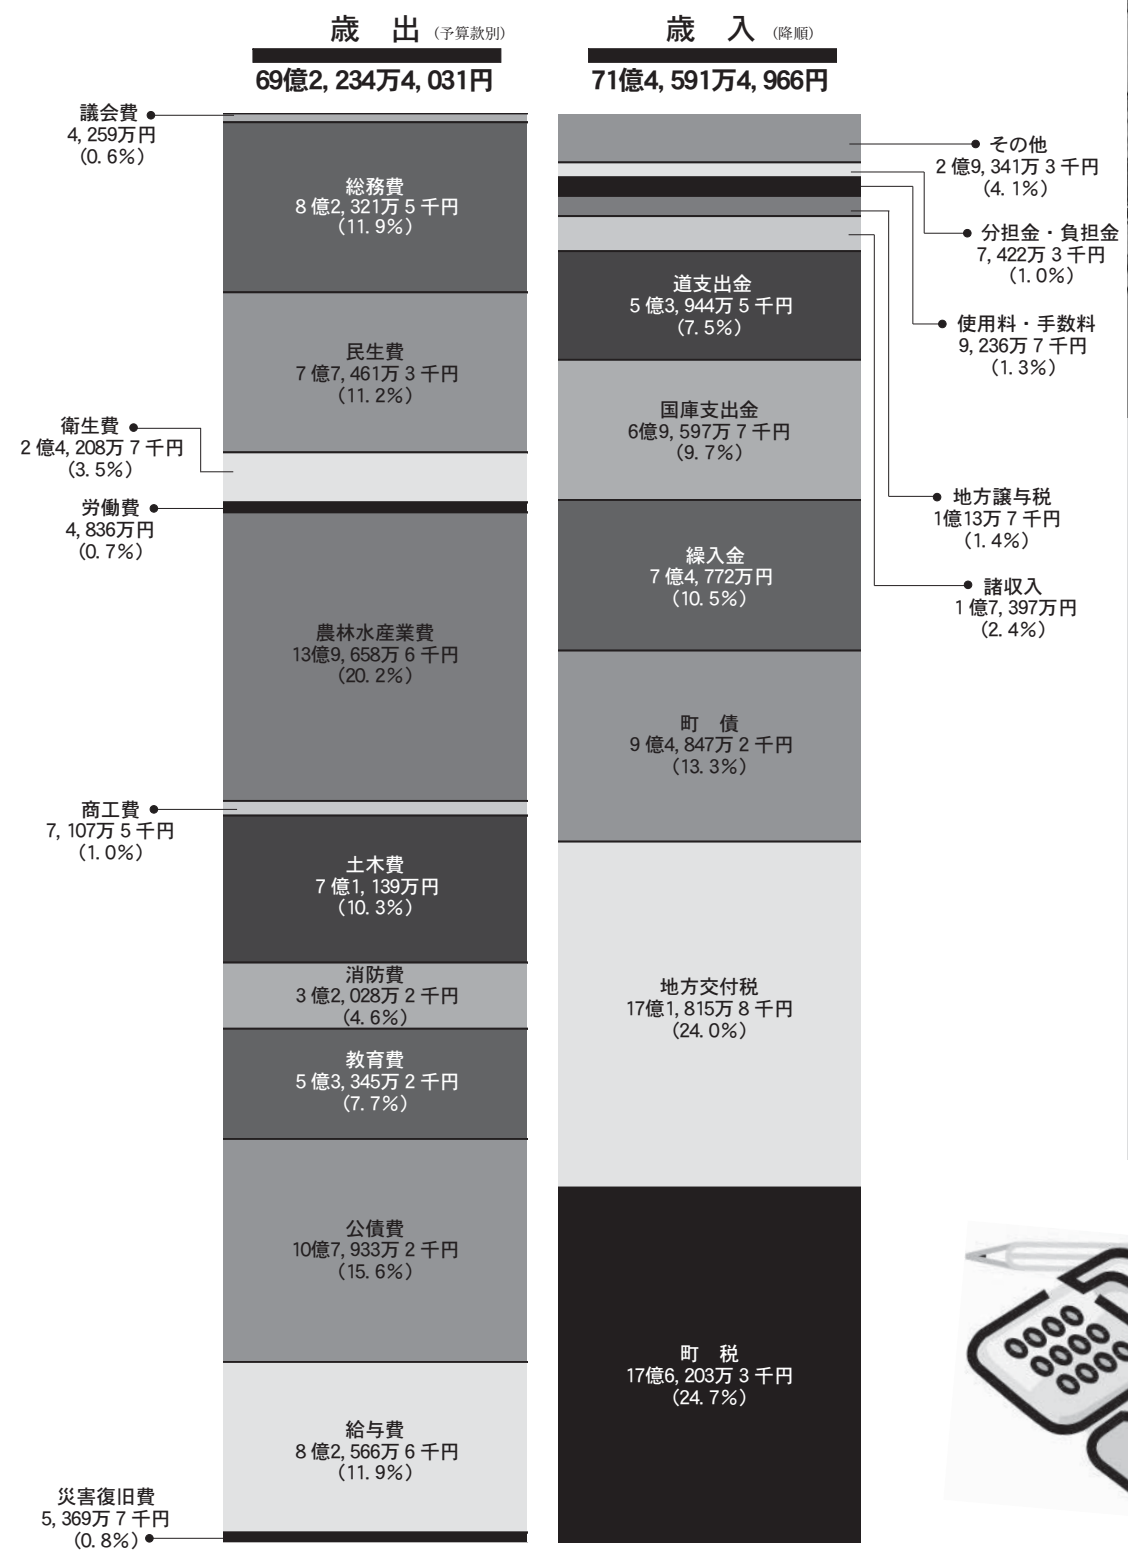 歳　出（予算款別）
69億2,234万4,031円
議会費
4,259万円
（0.6％）
総務費
8億2,321万5千円
（11.9％）
民生費
7億7,461万3千円
（11.2％）
衛生費
2億4,208万7千円
（3.5％）
労働費
4,836万円
（0.7％）
農林水産業費
13億9,658万6千円
（20.2％）
商工費
7,107万5千円
（1.0％）
土木費
7億1,139万円
（10.3％）
消防費
3億2,028万2千円
（4.6％）
教育費
5億3,345万2千円
（7.7％）
公債費
10億7,933万2千円
（15.6％）
給与費
8億2,566万6千円
（11.9％）
災害復旧費
5,369万7千円
（0.8％）
歳　入（降順）
71億4,591万4,966円
その他
2億9,341万3千円
（4.1％）
分担金・負担金
7,422万3千円
（1.0％）
使用料・手数料
9,236万7千円
（1.3％）
地方譲与税
1億13万7千円
（1.4％）
諸収入
1億7,397万円
（2.4％）
道支出金
5億3,944万5千円
（7.5％）
国庫支出金
6億9,597万7千円
（9.7％）
繰入金
7億4,772万円
（10.5％）
町　債
9億4,847万2千円
（13.3％）
地方交付税
17億1,815万8千円
（24.0％）
町　税
17億6,203万3千円
（24.7％）